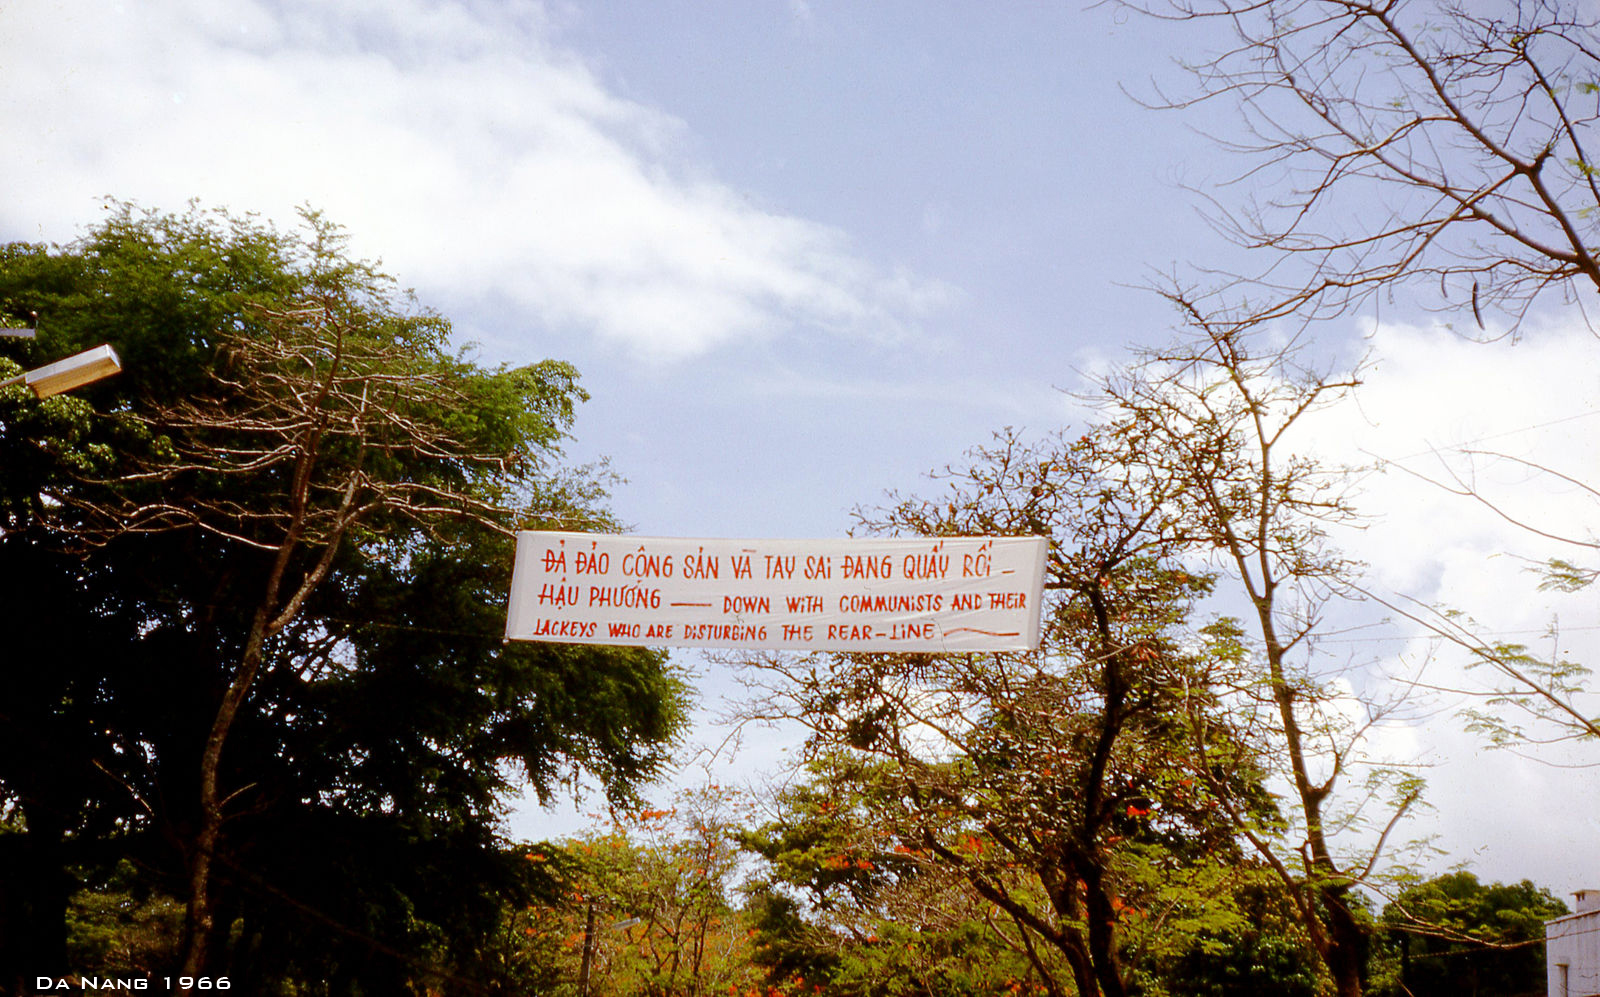 ĐẢ ĐẢO CỘNG SẢN VÀ TAY SAI ĐANG QUẤY RỐI –
HẬU PHƯƠNG — DOWN WITH COMMUNISTS AND THEIR
LACKEYS WHO ARE DISTURBING THE REAR-LINE —
DA NANG 1966